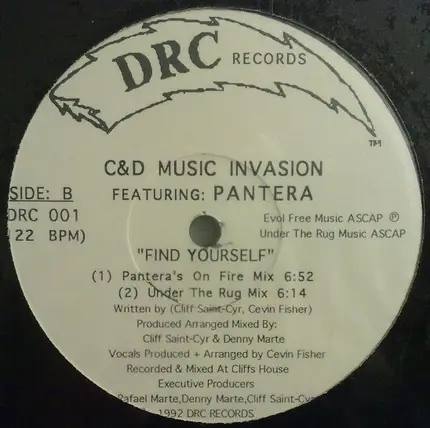 DRC RECORDS
TM
C&D MUSIC INVASION
FEATURING: PANTERA
SIDE: B
DRC 001
22 BPM)
Evol Free Music ASCAP ℗
Under The Rug Music ASCAP
"FIND YOURSELF"
(1) Pantera's On Fire Mix 6:52
(2) Under The Rug Mix 6:14
Written by (Cliff Saint-Cyr, Cevin Fisher)
Produced Arranged Mixed By:
Cliff Saint-Cyr & Denny Marte
Vocals Produced + Arranged by Cevin Fisher
Recorded & Mixed At Cliffs House
Executive Producers
Rafael Marte,Denny Marte,Cliff Saint-Cyr
1992 DRC RECORDS